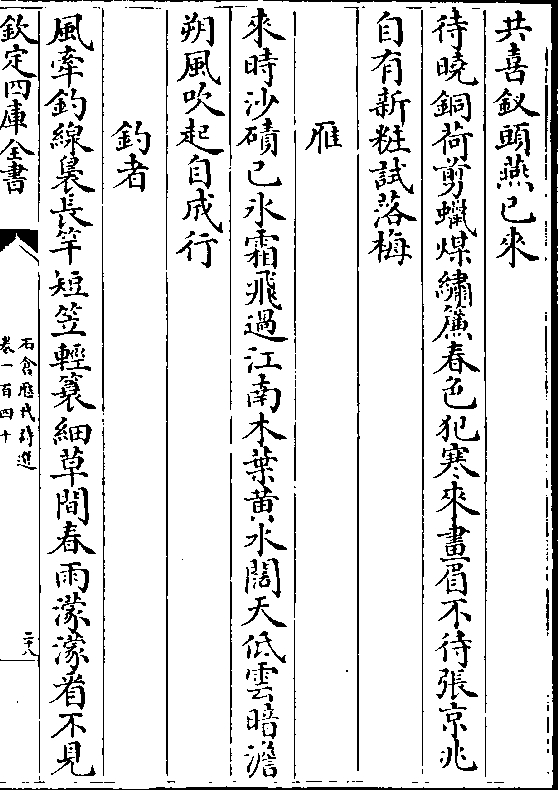 共喜釵頭燕已來
待曉銅荷剪蠟煤繡簾春色犯寒來畫眉不待張京兆
自有新粧試落梅
雁
來時沙磧已氷霜飛過江南木葉黄水闊天低雲暗澹
朔風吹起自成行
釣者
風牽釣線裊長竿短笠輕簑細草間春雨濛濛看不見
欽定四庫全書
石倉歷代詩選
卷一百四十
二十八